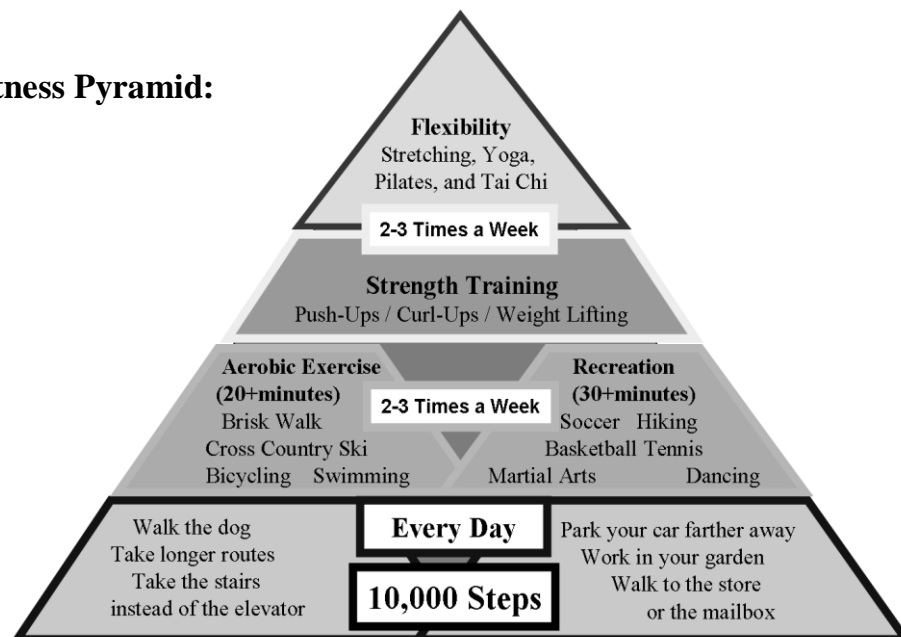 tness Pyramid:
Flexibility
Stretching, Yoga,
Pilates, and Tai Chi
2-3 Times a Week
Strength Training
Push-Ups / Curl-Ups / Weight Lifting
Aerobic Exercise
(20+minutes)
Brisk Walk
Cross Country Ski
Bicycling Swimming
2-3 Times a Week
Recreation
(30+minutes)
Soccer Hiking
Basketball Tennis
Martial Arts Dancing
Every Day
10,000 Steps
Walk the dog
Take longer routes
Take the stairs
instead of the elevator
Park your car farther away
Work in your garden
Walk to the store
or the mailbox